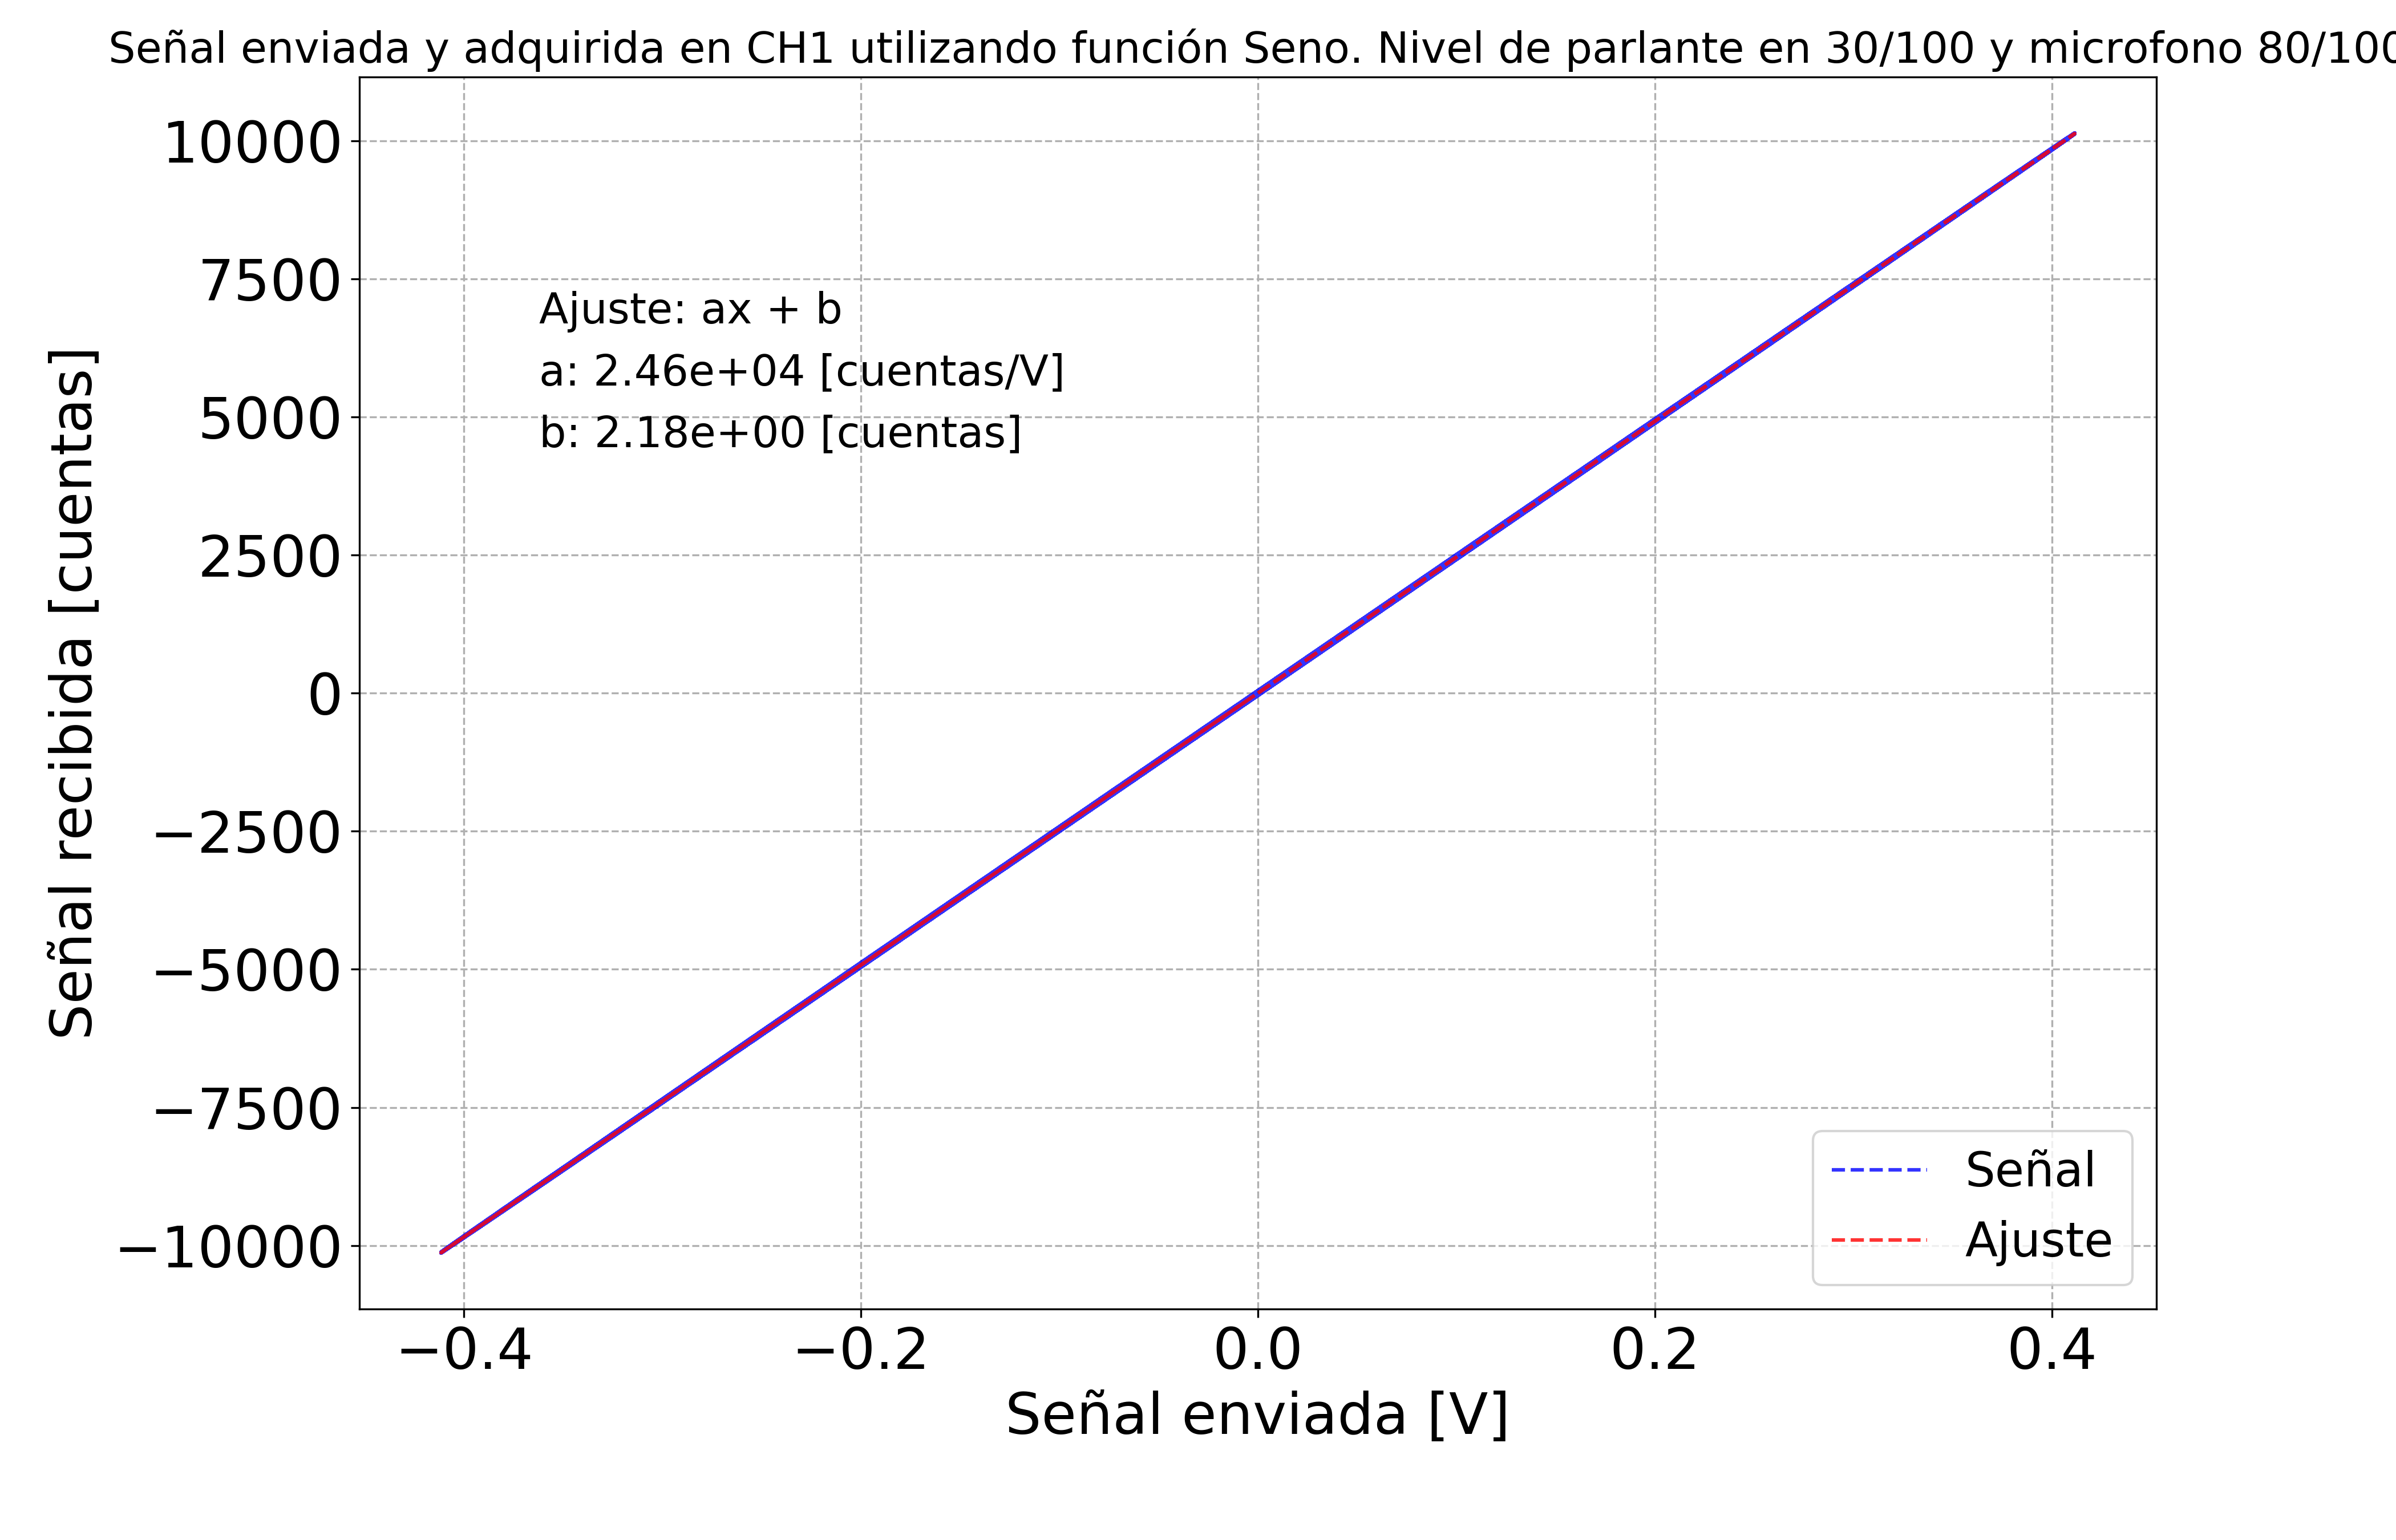 Señal enviada y adquirida en CH1 utilizando función Seno. Nivel de parlante en 30/100 y microfono 80/100
10000
7500
5000
2500
0
−2500
−5000
−7500
−10000
Señal recibida [cuentas]
Ajuste: ax + b
a: 2.46e+04 [cuentas/V]
b: 2.18e+00 [cuentas]
Señal
Ajuste
−0.4 −0.2 0.0 0.2 0.4
Señal enviada [V]